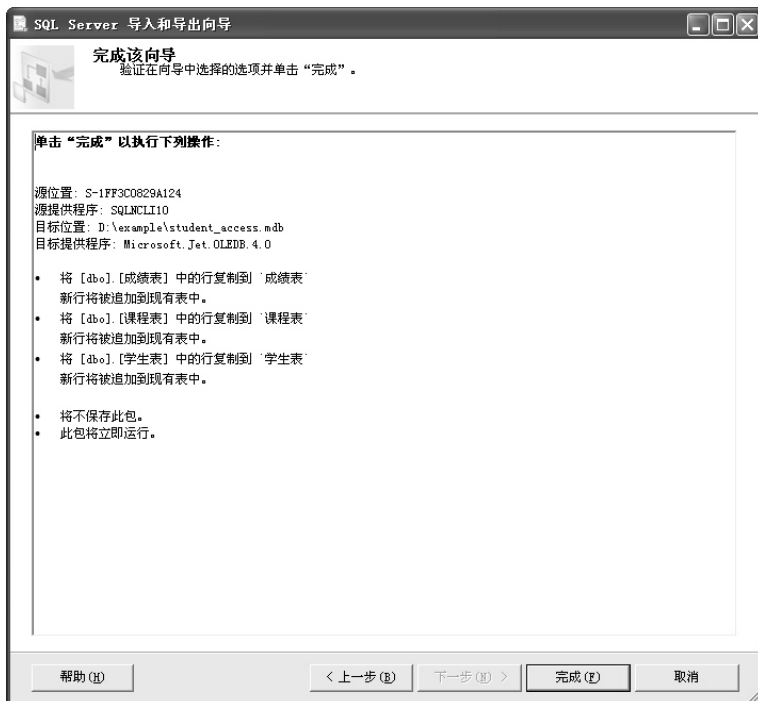 SQL Server 导入和导出向导
完成该向导
验证在向导中选择的选项并单击“完成”。
单击“完成”以执行下列操作:
源位置: S-1FF3C0829A124
源提供程序: SQLNCLI10
目标位置: D:\example\student_access.mdb
目标提供程序: Microsoft.Jet.OLEDB.4.0
• 将 [dbo].[成绩表] 中的行复制到 `成绩表`
新行将被追加到现有表中。
• 将 [dbo].[课程表] 中的行复制到 `课程表`
新行将被追加到现有表中。
• 将 [dbo].[学生表] 中的行复制到 `学生表`
新行将被追加到现有表中。
• 将不保存此包。
• 此包将立即运行。
帮助(H) < 上一步(B) 下一步(N) > 完成(F) 取消